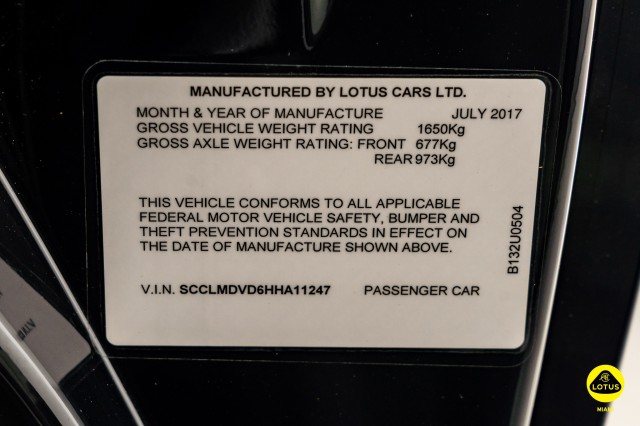 MANUFACTURED BY LOTUS CARS LTD.
MONTH & YEAR OF MANUFACTURE JULY 2017
GROSS VEHICLE WEIGHT RATING 1650Kg
GROSS AXLE WEIGHT RATING: FRONT 677Kg
REAR 973Kg
THIS VEHICLE CONFORMS TO ALL APPLICABLE
FEDERAL MOTOR VEHICLE SAFETY, BUMPER AND
THEFT PREVENTION STANDARDS IN EFFECT ON
THE DATE OF MANUFACTURE SHOWN ABOVE.
V.I.N. SCCLMDVD6HHA11247 PASSENGER CAR
B132U0504
LOTUS
MIAMI